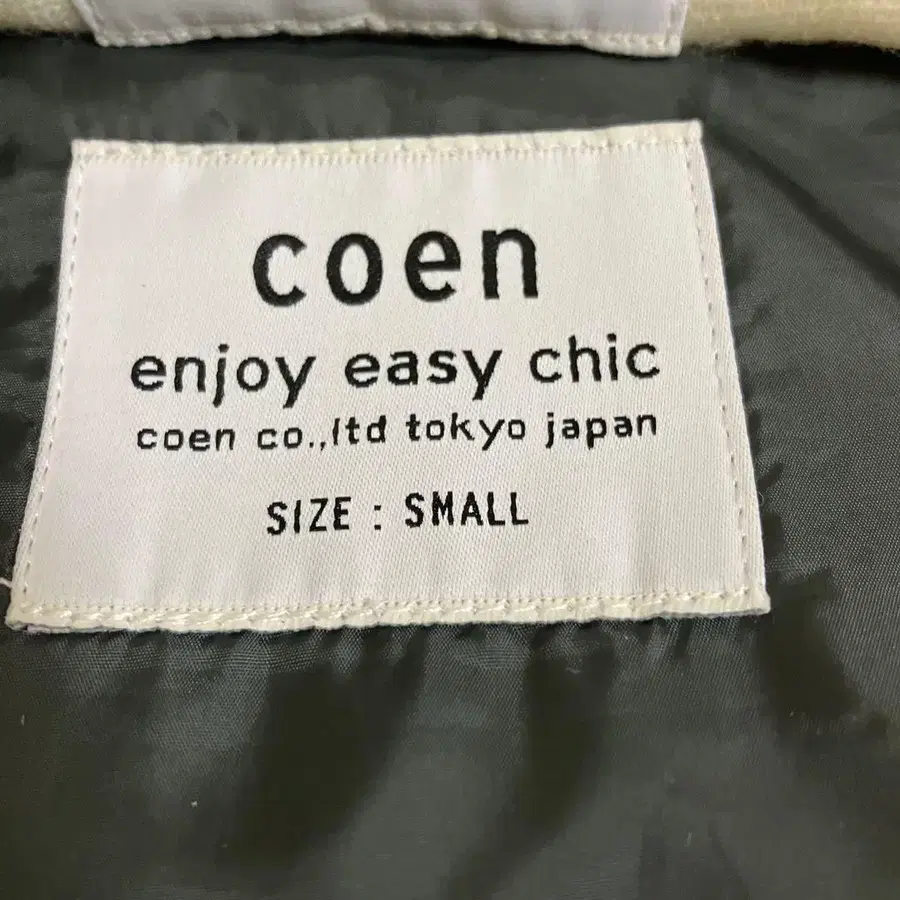 coen
enjoy easy chic
coen co.,ltd tokyo japan
SIZE : SMALL